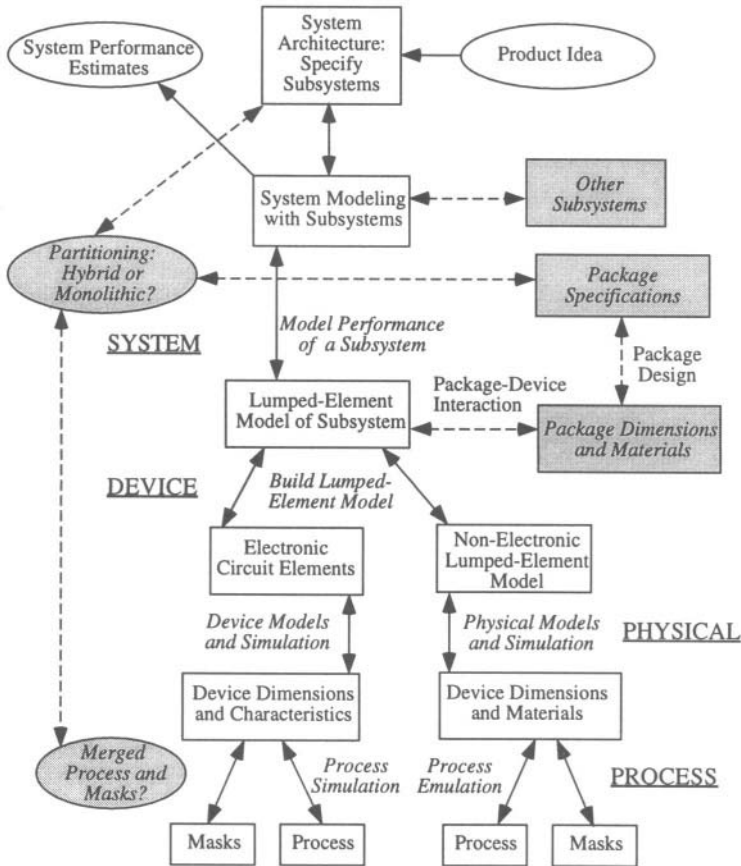 System Performance
Estimates
System
Architecture:
Specify
Subsystems
Product Idea
System Modeling
with Subsystems
Other
Subsystems
Partitioning:
Hybrid or
Monolithic?
Package
Specifications
SYSTEM
Model Performance
of a Subsystem
Package
Design
Lumped-Element
Model of Subsystem
Package-Device
Interaction
Package Dimensions
and Materials
DEVICE
Build Lumped-
Element Model
Electronic
Circuit Elements
Non-Electronic
Lumped-Element
Model
Device Models
and Simulation
Physical Models
and Simulation
PHYSICAL
Device Dimensions
and Characteristics
Device Dimensions
and Materials
Merged
Process and
Masks?
Process
Simulation
Process
Emulation
PROCESS
Masks
Process
Process
Masks